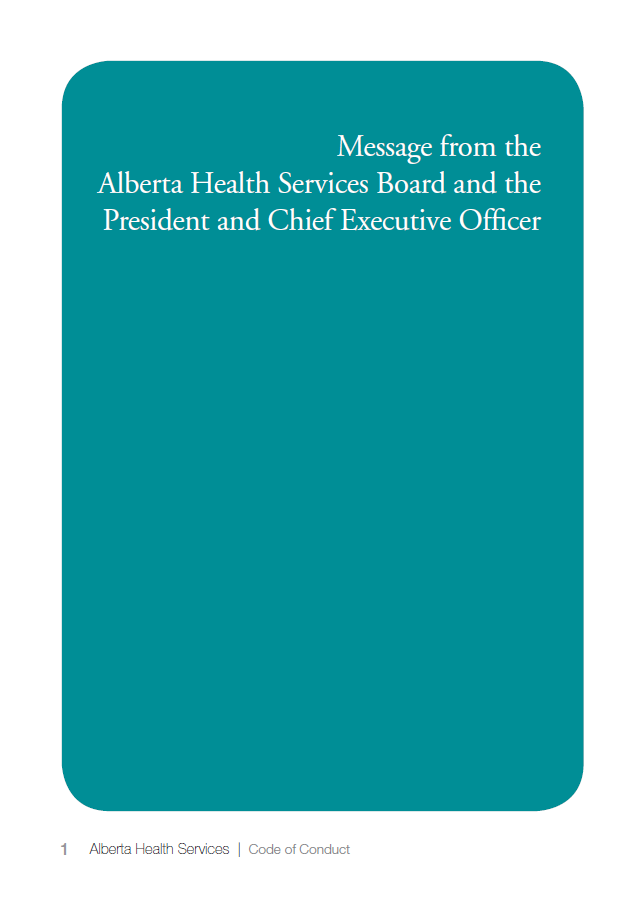 Message from the
Alberta Health Services Board and the
President and Chief Executive Officer
1 Alberta Health Services | Code of Conduct